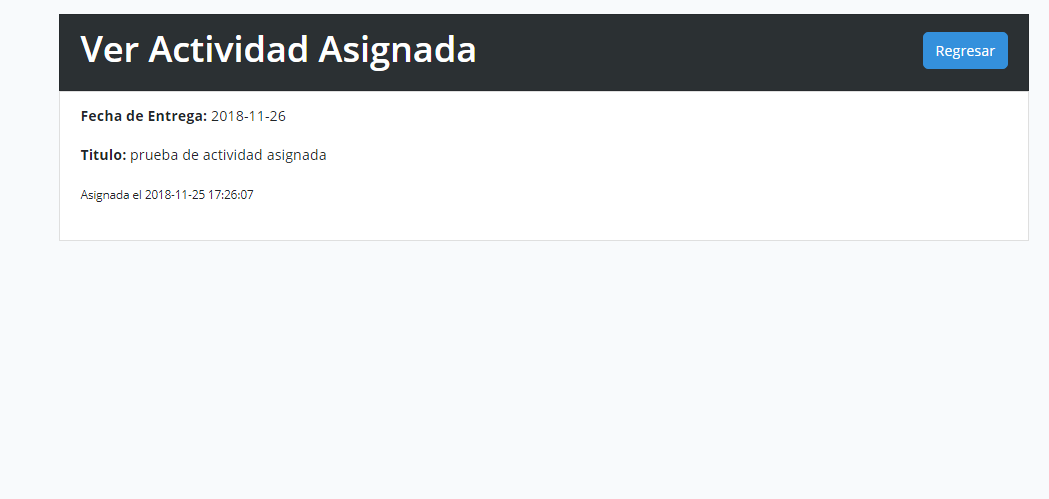 Ver Actividad Asignada
Regresar
Fecha de Entrega: 2018-11-26
Titulo: prueba de actividad asignada
Asignada el 2018-11-25 17:26:07